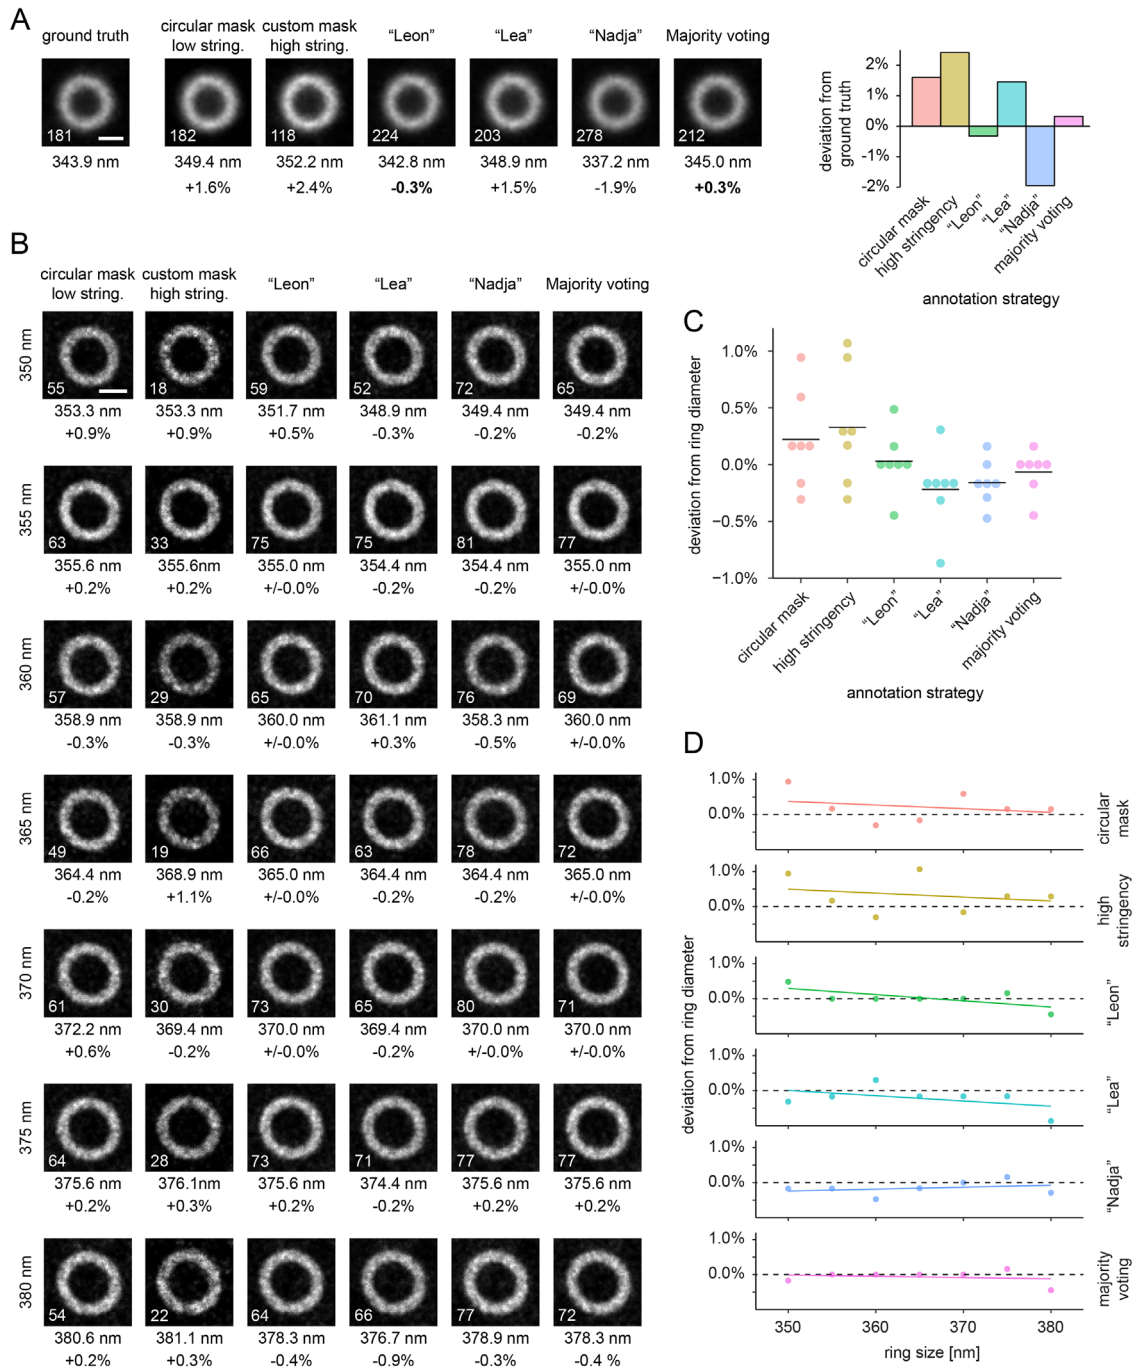 A
ground truth
circular mask
low string.
custom mask
high string.
“Leon”
“Lea”
“Nadja”
Majority voting
181 182 118 224 203 278 212
343.9 nm 349.4 nm 352.2 nm 342.8 nm 348.9 nm 337.2 nm 345.0 nm
+1.6% +2.4% -0.3% +1.5% -1.9% +0.3%
deviation from
ground truth
2%
1%
0%
-1%
-2%
circular mask
high stringency
“Leon”
“Lea”
“Nadja”
majority voting
annotation strategy
B
circular mask
low string.
custom mask
high string.
“Leon”
“Lea”
“Nadja”
Majority voting
350 nm
55 18 59 52 72 65
353.3 nm 353.3 nm 351.7 nm 348.9 nm 349.4 nm 349.4 nm
+0.9% +0.9% +0.5% -0.3% -0.2% -0.2%
355 nm
63 33 75 75 81 77
355.6 nm 355.6nm 355.0 nm 354.4 nm 354.4 nm 355.0 nm
+0.2% +0.2% +/-0.0% -0.2% -0.2% +/-0.0%
360 nm
57 29 65 70 76 69
358.9 nm 358.9 nm 360.0 nm 361.1 nm 358.3 nm 360.0 nm
-0.3% -0.3% +/-0.0% +0.3% -0.5% +/-0.0%
365 nm
49 19 66 63 78 72
364.4 nm 368.9 nm 365.0 nm 364.4 nm 364.4 nm 365.0 nm
-0.2% +1.1% +/-0.0% -0.2% -0.2% +/-0.0%
370 nm
61 30 73 65 80 71
372.2 nm 369.4 nm 370.0 nm 369.4 nm 370.0 nm 370.0 nm
+0.6% -0.2% +/-0.0% -0.2% +/-0.0% +/-0.0%
375 nm
64 28 73 71 77 77
375.6 nm 376.1nm 375.6 nm 374.4 nm 375.6 nm 375.6 nm
+0.2% +0.3% +0.2% -0.2% +0.2% +0.2%
380 nm
54 22 64 66 77 72
380.6 nm 381.1 nm 378.3 nm 376.7 nm 378.9 nm 378.3 nm
+0.2% +0.3% -0.4% -0.9% -0.3% -0.4 %
C
deviation from ring diameter
1.0%
0.5%
0.0%
−0.5%
−1.0%
circular mask
high stringency
“Leon”
“Lea”
“Nadja”
majority voting
annotation strategy
D
deviation from ring diameter
1.0%
0.0%
circular
mask
1.0%
0.0%
high
stringency
1.0%
0.0%
“Leon”
1.0%
0.0%
“Lea”
1.0%
0.0%
“Nadja”
1.0%
0.0%
majority
voting
350 360 370 380
ring size [nm]